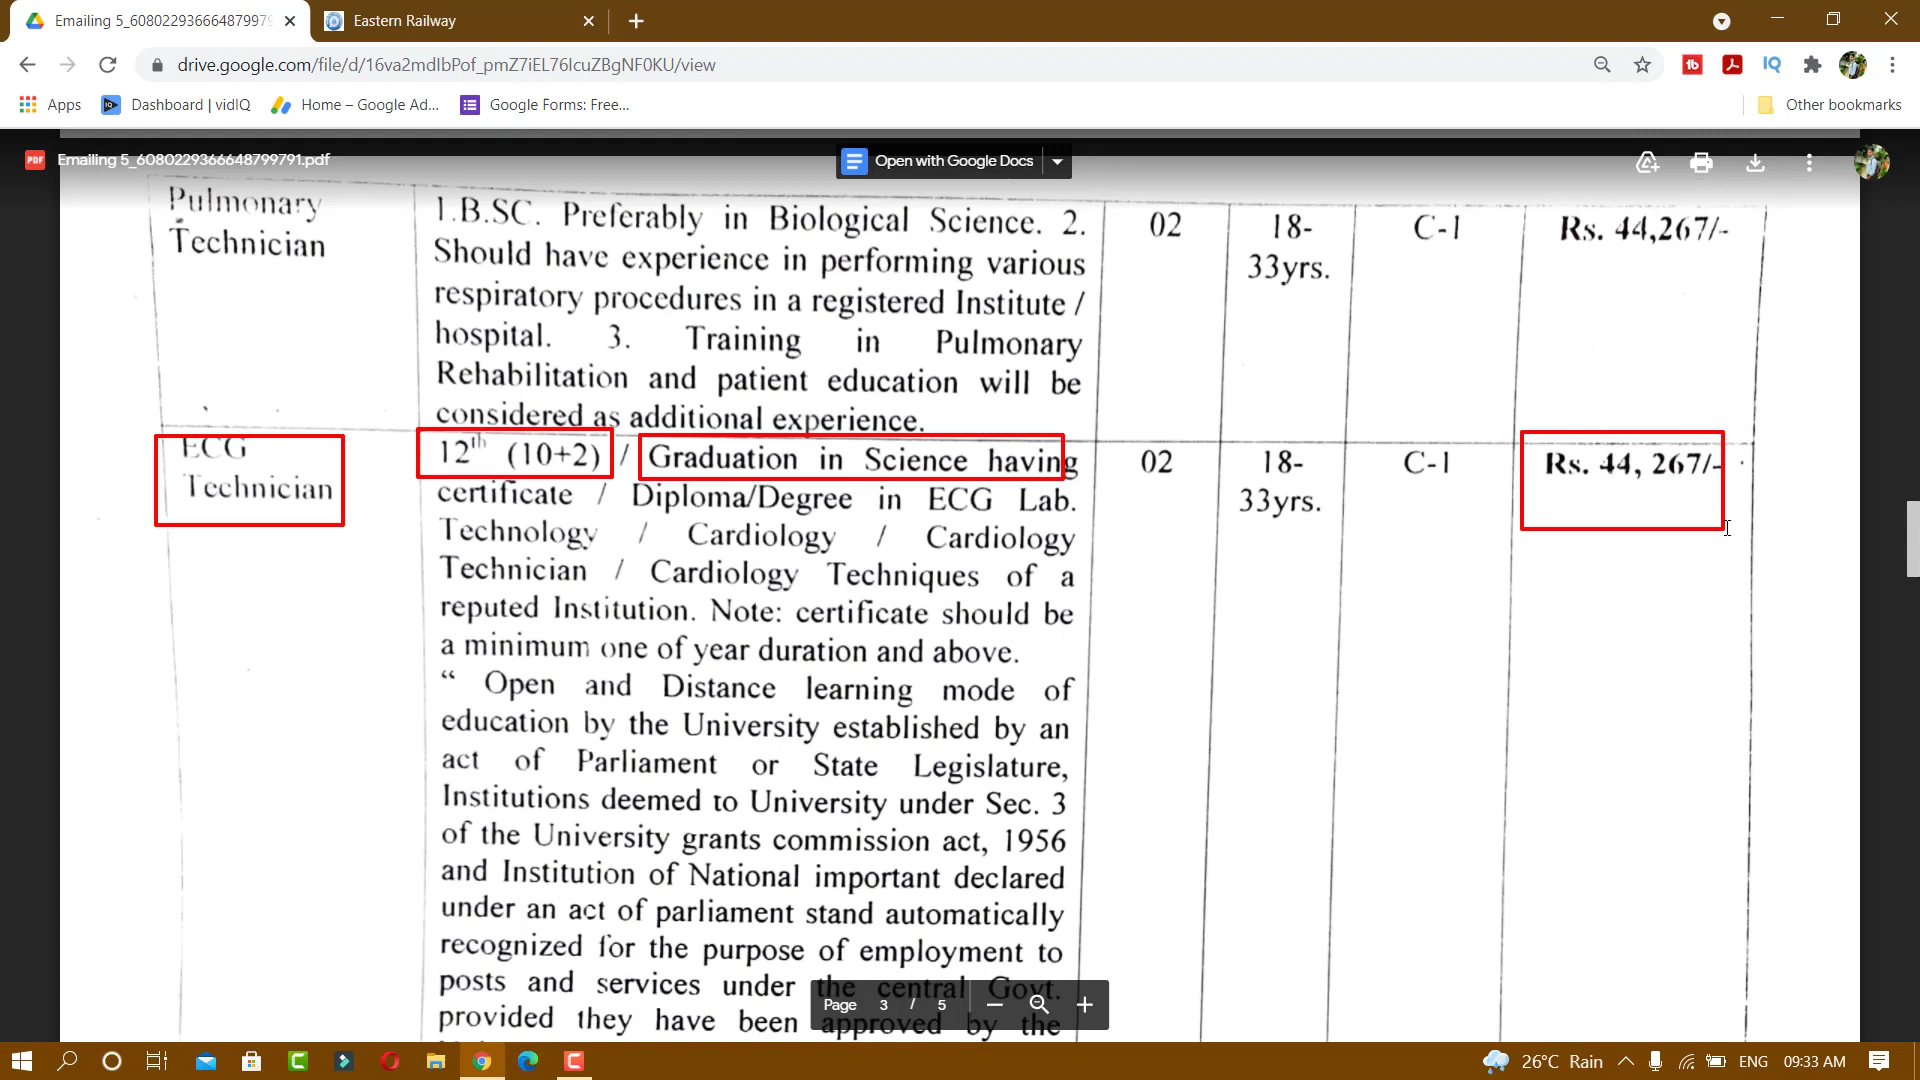 Emailing 5_60802293666487997
Eastern Railway
drive.google.com/file/d/16va2mdIbPof_pmZ7iEL76IcuZBgNF0KU/view
Apps
Dashboard | vidIQ
Home – Google Ad...
Google Forms: Free...
Other bookmarks
PDF
Emailing 5_6080229366648799791.pdf
Open with Google Docs
Pulmonary
Technician
1.B.SC. Preferably in Biological Science. 2.
Should have experience in performing various
respiratory procedures in a registered Institute /
hospital. 3. Training in Pulmonary
Rehabilitation and patient education will be
considered as additional experience.
02
18-
33yrs.
C-1
Rs. 44,267/-
ECG
Technician
12th (10+2) / Graduation in Science having
certificate / Diploma/Degree in ECG Lab.
Technology / Cardiology / Cardiology
Technician / Cardiology Techniques of a
reputed Institution. Note: certificate should be
a minimum one of year duration and above.
“ Open and Distance learning mode of
education by the University established by an
act of Parliament or State Legislature,
Institutions deemed to University under Sec. 3
of the University grants commission act, 1956
and Institution of National important declared
under an act of parliament stand automatically
recognized for the purpose of employment to
posts and services under the central Govt.
provided they have been approved by the
02
18-
33yrs.
C-1
Rs. 44, 267/-
Page 3 / 5
26°C Rain
ENG
09:33 AM